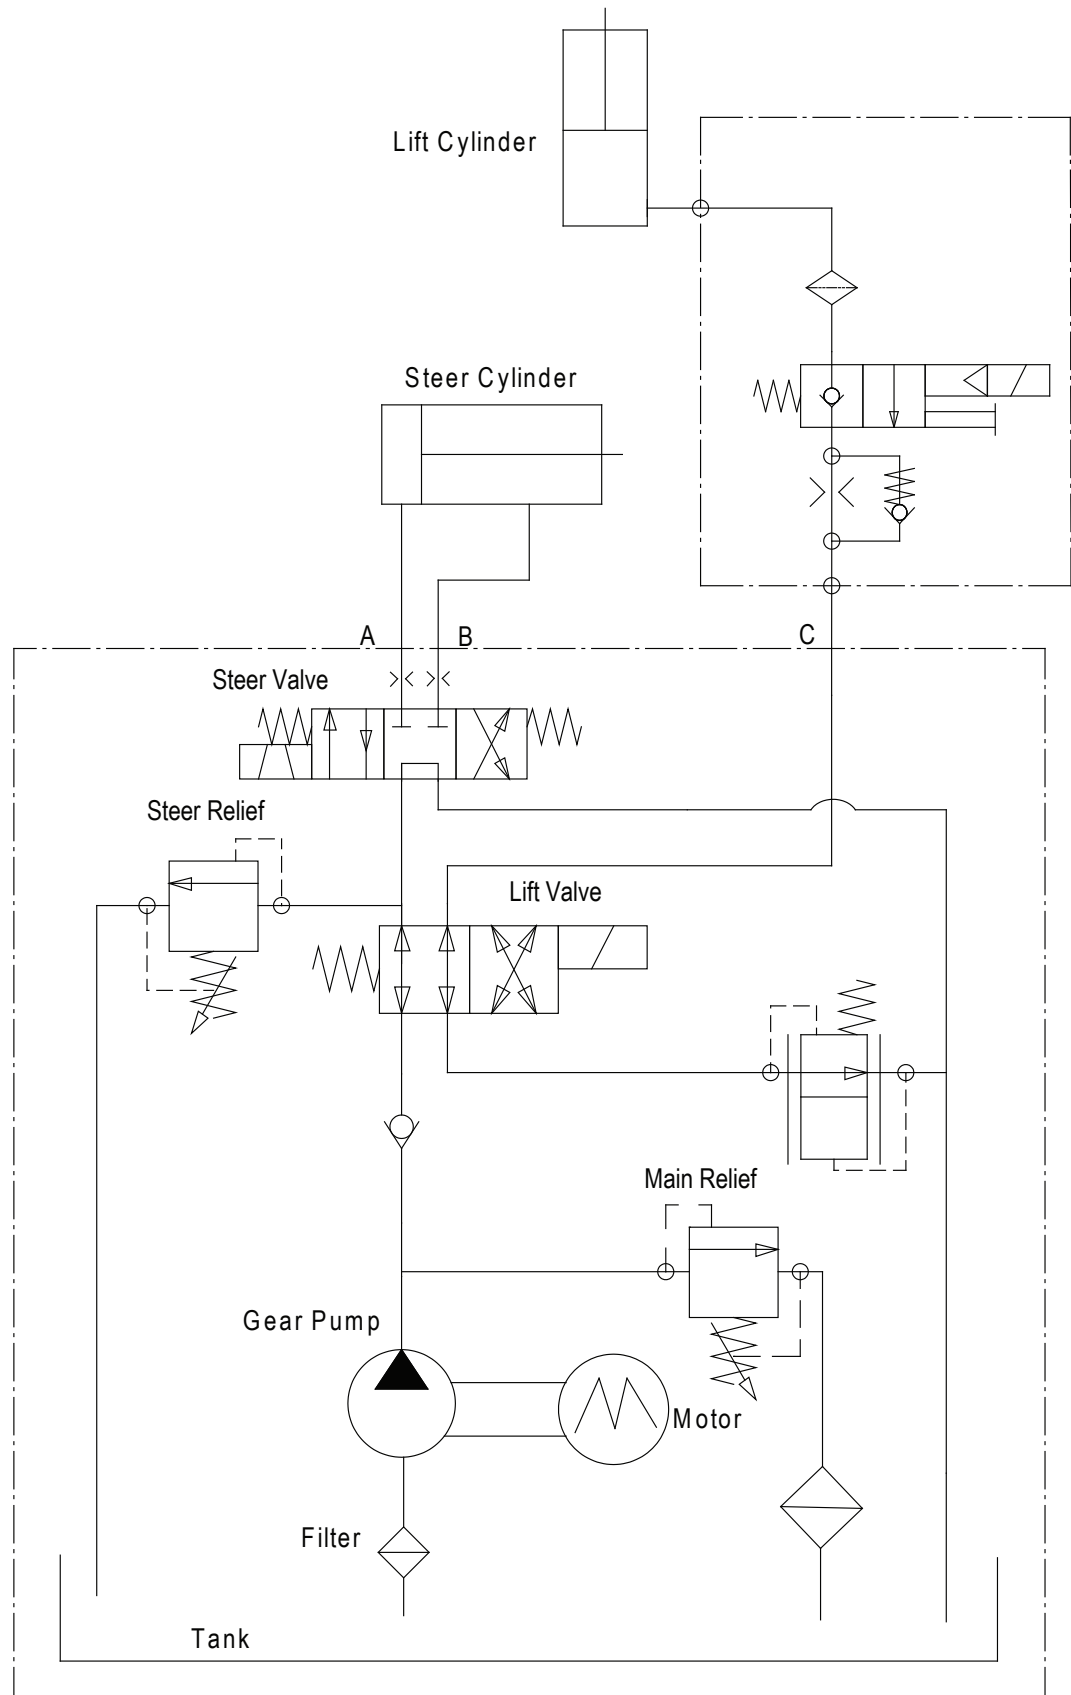 Lift Cylinder
Steer Cylinder
A
B
C
Steer Valve
Steer Relief
Lift Valve
Main Relief
Gear Pump
Motor
Filter
Tank